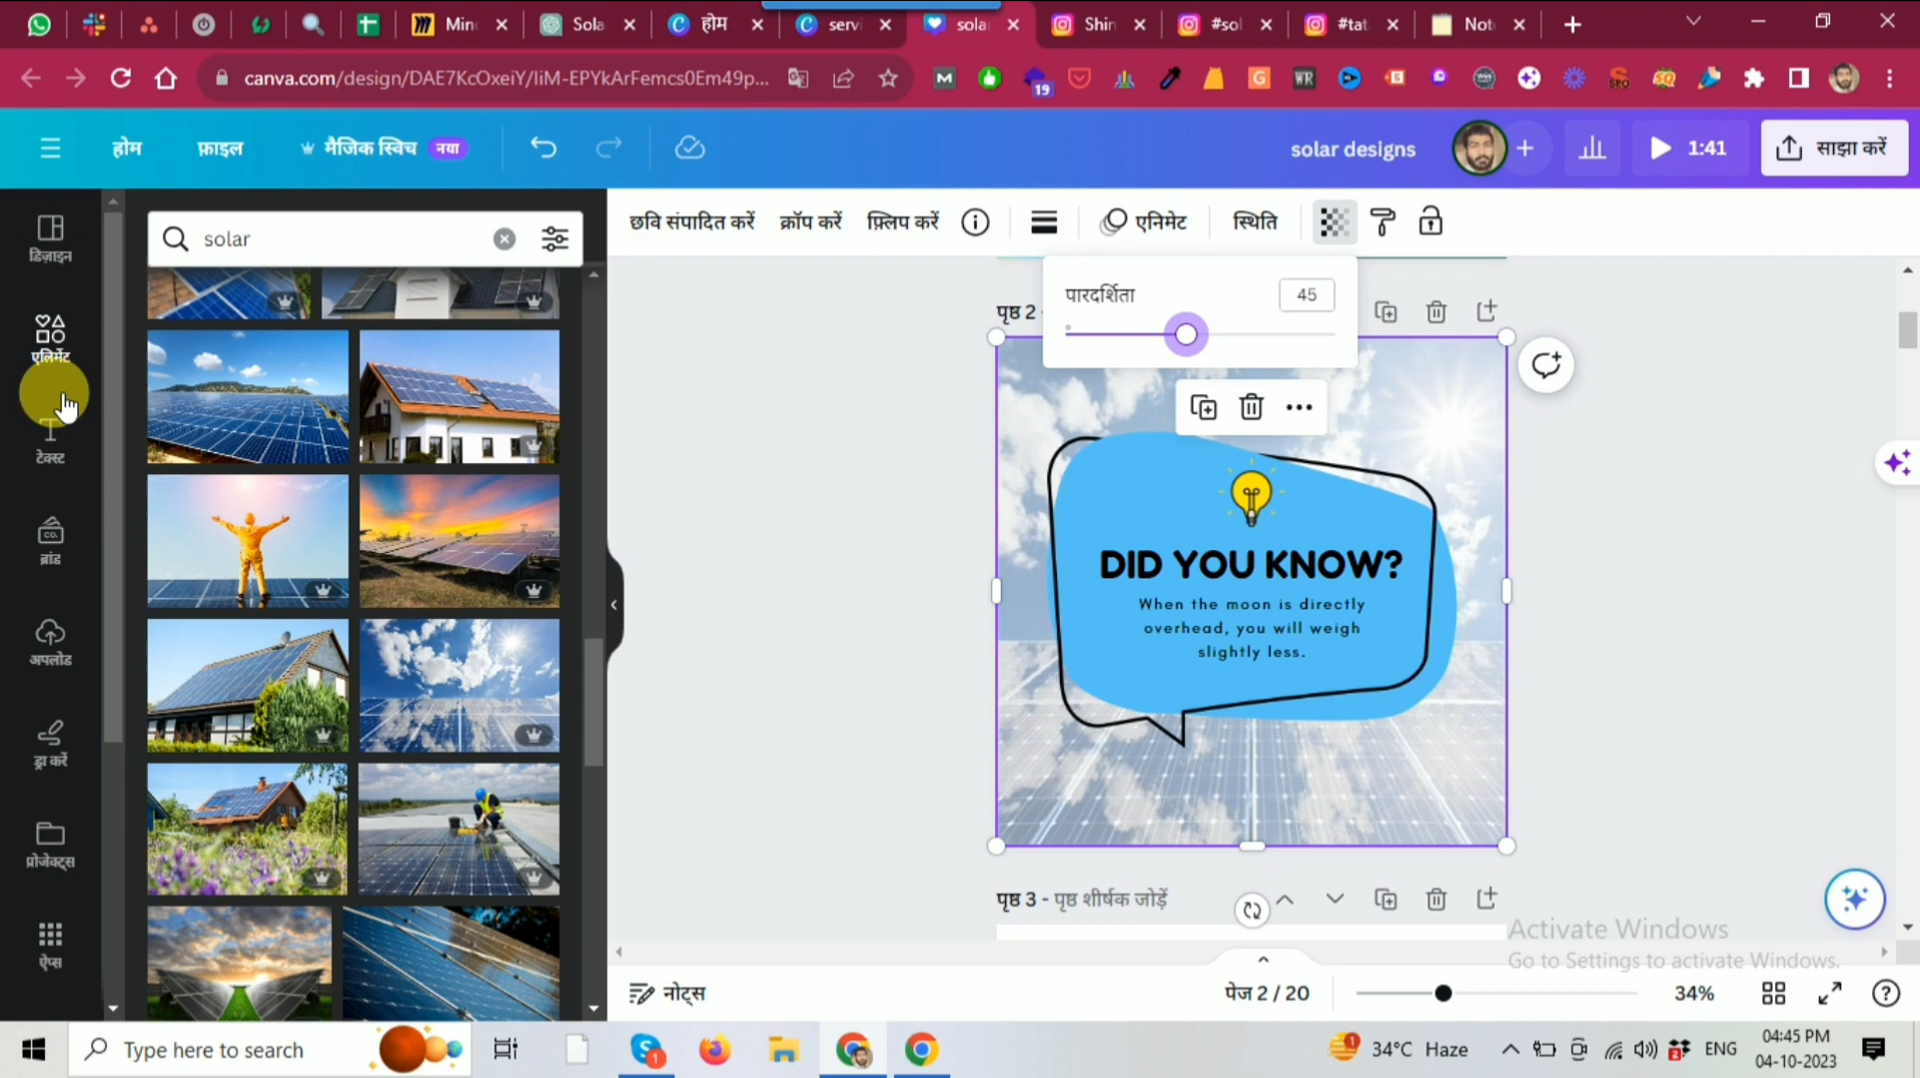 Min
Sola
होम
servi
sola
Shin
#sol
#tat
Not
canva.com/design/DAE7KcOxeiY/IiM-EPYkArFemcs0Em49p...
19
होम
फ़ाइल
मैजिक स्विच
नया
solar designs
1:41
साझा करें
डिज़ाइन
एलिमेंट
टेक्स्ट
ब्रांड
अपलोड
ड्रा करें
प्रोजेक्ट्स
ऐप्स
solar
छवि संपादित करें
क्रॉप करें
फ़्लिप करें
एनिमेट
स्थिति
पारदर्शिता
45
पृष्ठ 2 -
DID YOU KNOW?
When the moon is directly
overhead, you will weigh
slightly less.
पृष्ठ 3 - पृष्ठ शीर्षक जोड़ें
Activate Windows
Go to Settings to activate Windows.
नोट्स
पेज 2 / 20
34%
Type here to search
34°C Haze
ENG
04:45 PM
04-10-2023